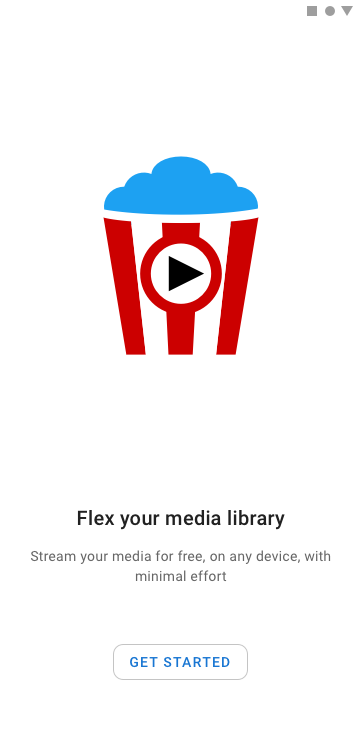 Flex your media library
Stream your media for free, on any device, with
minimal effort
GET STARTED